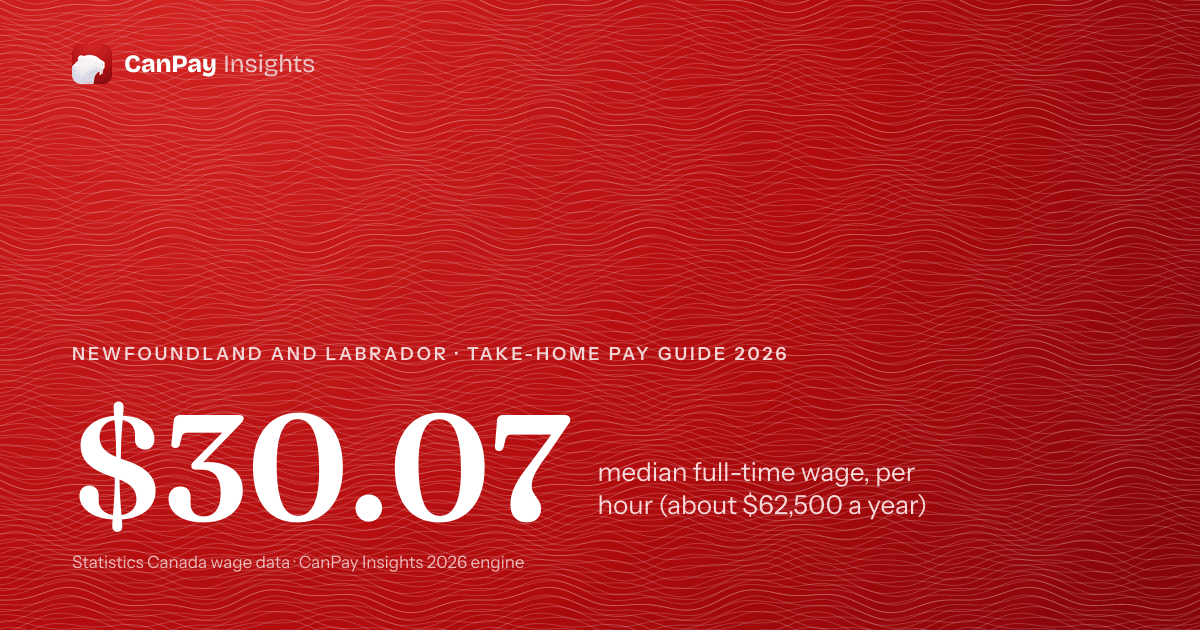 CanPay Insights
NEWFOUNDLAND AND LABRADOR · TAKE-HOME PAY GUIDE 2026
$30.07
median full-time wage, per
hour (about $62,500 a year)
Statistics Canada wage data · CanPay Insights 2026 engine